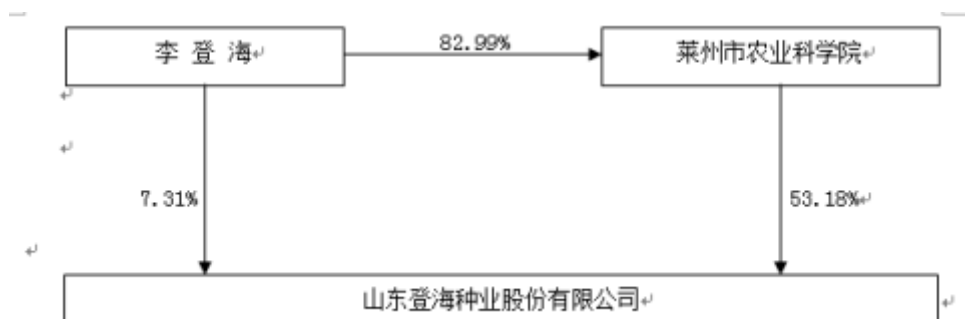 李 登 海
82.99%
莱州市农业科学院
7.31%
53.18%
山东登海种业股份有限公司